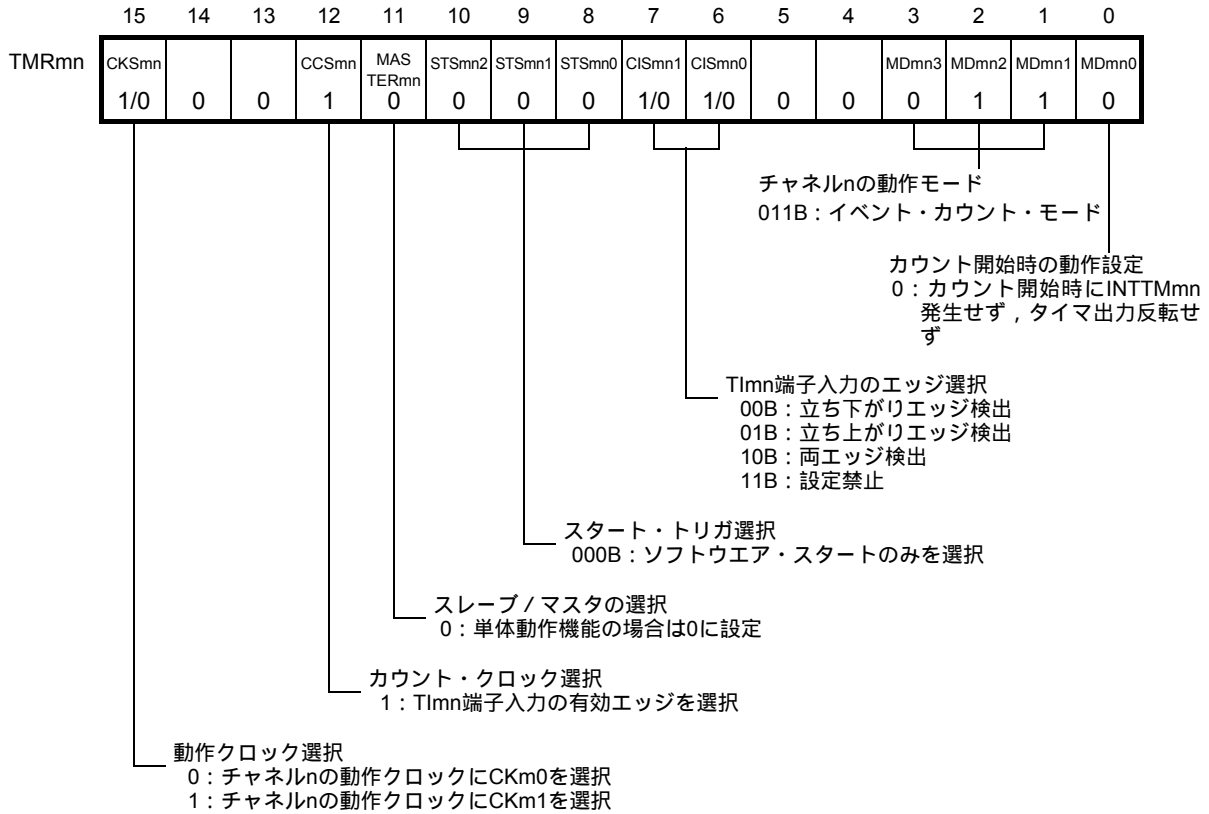 15 14 13 12 11 10 9 8 7 6 5 4 3 2 1 0
TMRmn CKSmn CCSmn MAS TERmn STSmn2 STSmn1 STSmn0 CISmn1 CISmn0 MDmn3 MDmn2 MDmn1 MDmn0
1/0 0 0 1 0 0 0 0 1/0 1/0 0 0 0 1 1 0
チャネルnの動作モード
011B：イベント・カウント・モード
カウント開始時の動作設定
0：カウント開始時にINTTMmn
発生せず，タイマ出力反転せ
ず
TImn端子入力のエッジ選択
00B：立ち下がりエッジ検出
01B：立ち上がりエッジ検出
10B：両エッジ検出
11B：設定禁止
スタート・トリガ選択
000B：ソフトウエア・スタートのみを選択
スレーブ／マスタの選択
0：単体動作機能の場合は0に設定
カウント・クロック選択
1：TImn端子入力の有効エッジを選択
動作クロック選択
0：チャネルnの動作クロックにCKm0を選択
1：チャネルnの動作クロックにCKm1を選択